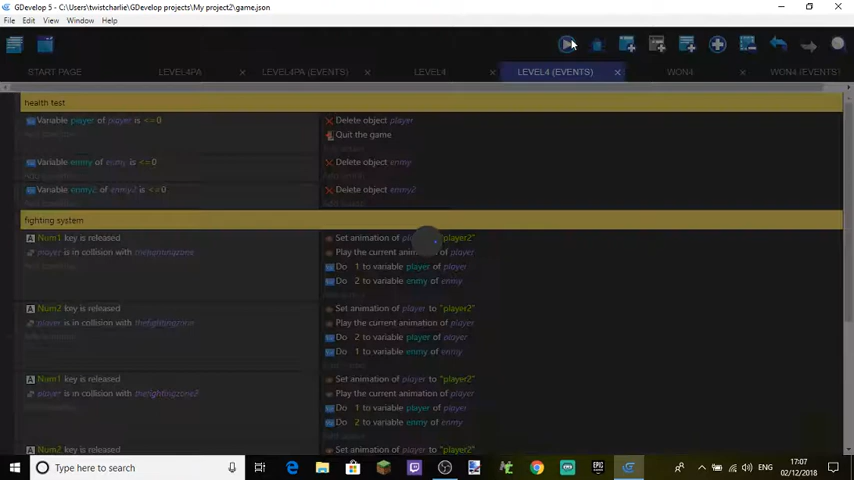 GDevelop 5 - C:\Users\twistcharlie\GDevelop projects\My project2\game.json
File Edit View Window Help
START PAGE LEVEL4PA LEVEL4PA (EVENTS) LEVEL4 LEVEL4 (EVENTS) WON4 WON4 (EVENTS)
health test
Variable player of player is <=0 Delete object player
Quit the game
Variable enmy of enmy is <=0 Delete object enmy
Variable enmy2 of enmy2 is <=0 Delete object enmy2
fighting system
Num1 key is released Set animation of "player2"
player is in collision with thefightingzone Play the current animation of player
Do 1 to variable player of player
Do 2 to variable enmy of enmy
Num2 key is released Set animation of player to "player2"
player is in collision with thefightingzone Play the current animation of player
Do 2 to variable player of player
Do 1 to variable enmy of enmy
Num1 key is released Set animation of player to "player2"
player is in collision with thefightingzone2 Play the current animation of player
Do 1 to variable player of player
Do 2 to variable enmy of enmy
Num2 key is released Set animation of player to "player2"
Type here to search ENG 17:07
02/12/2018